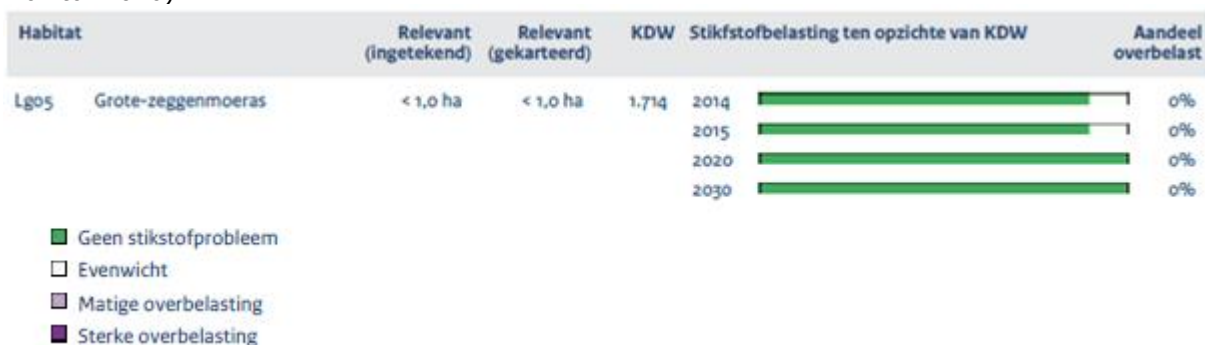 Habitat Relevant (ingetekend) Relevant (gekarteerd) KDW Stikfstofbelasting ten opzichte van KDW Aandeel overbelast
Lg05 Grote-zeggenmoeras < 1,0 ha < 1,0 ha 1.714 2014 0%
2015 0%
2020 0%
2030 0%
Geen stikstofprobleem
Evenwicht
Matige overbelasting
Sterke overbelasting